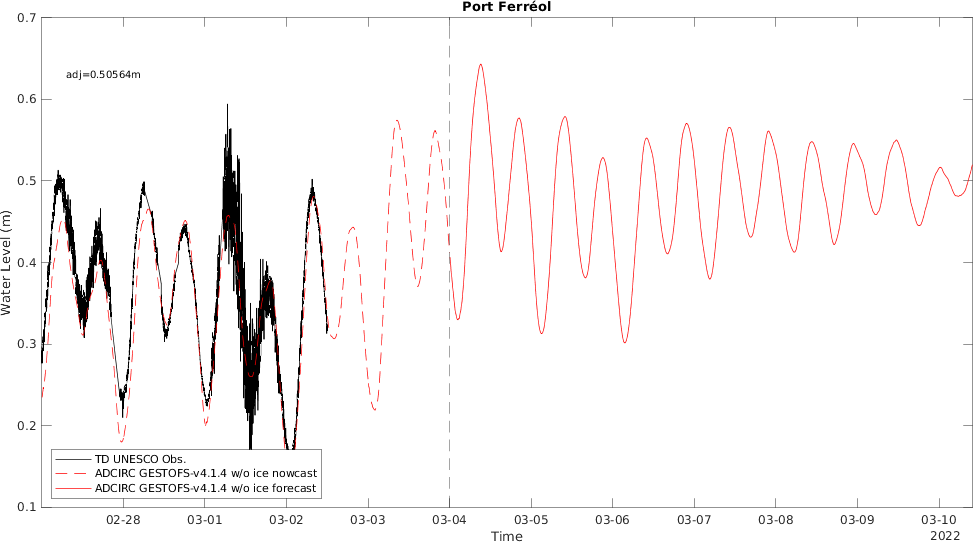 Port Ferréol
0.7
0.6
0.5
0.4
0.3
0.2
0.1
Water Level (m)
adj=0.50564m
TD UNESCO Obs.
ADCIRC GESTOFS-v4.1.4 w/o ice nowcast
ADCIRC GESTOFS-v4.1.4 w/o ice forecast
02-28 03-01 03-02 03-03 03-04 03-05 03-06 03-07 03-08 03-09 03-10
2022
Time